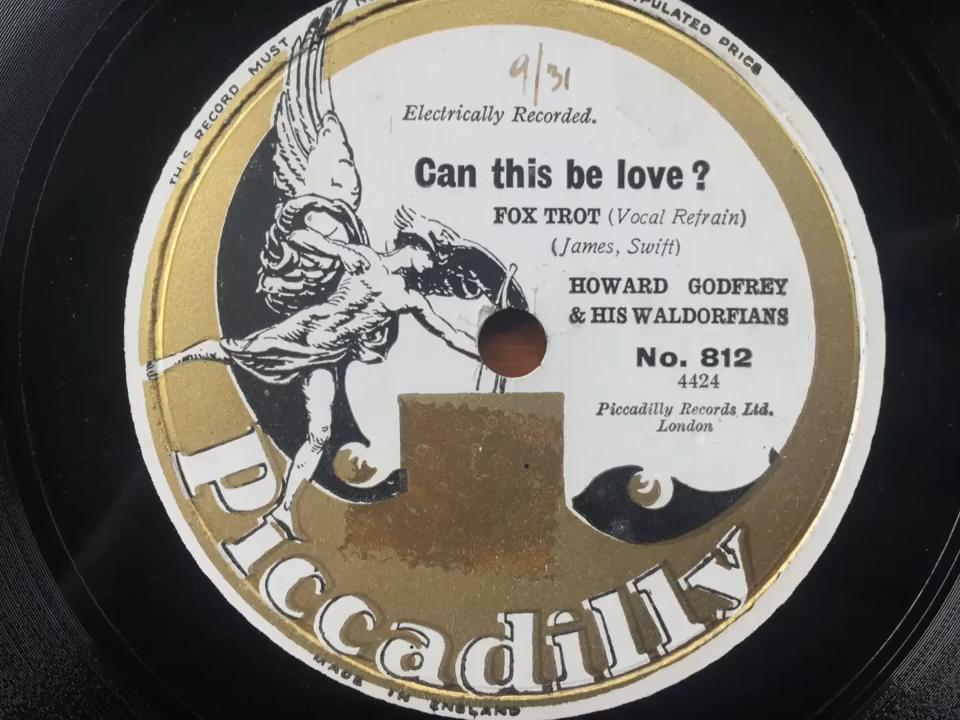 THIS RECORD MUST
STIPULATED PRICE
9/31
Electrically Recorded.
Can this be love?
FOX TROT (Vocal Refrain)
(James, Swift)
HOWARD GODFREY
& HIS WALDORFIANS
No. 812
4424
Piccadilly Records Ltd.
London
Piccadilly
MADE IN ENGLAND